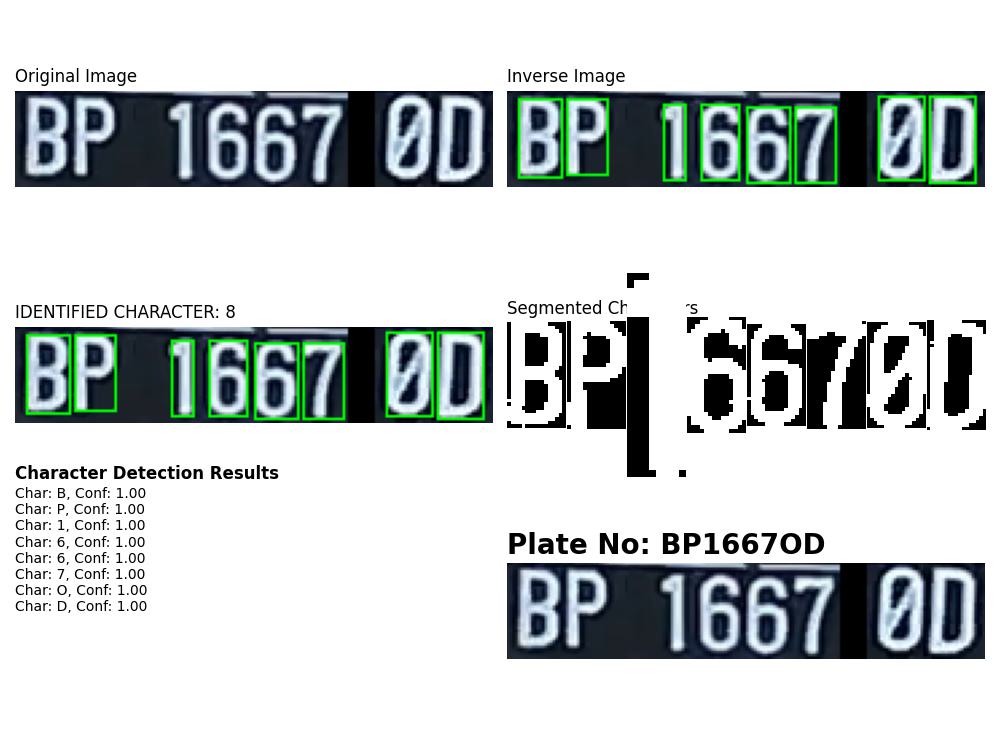 Original Image
BP 1667 0D
Inverse Image
BP 1667 0D
IDENTIFIED CHARACTER: 8
BP 1667 0D
Segmented Ch rs
BP 6670D
Character Detection Results
Char: B, Conf: 1.00
Char: P, Conf: 1.00
Char: 1, Conf: 1.00
Char: 6, Conf: 1.00
Char: 6, Conf: 1.00
Char: 7, Conf: 1.00
Char: O, Conf: 1.00
Char: D, Conf: 1.00
Plate No: BP1667OD
BP 1667 0D